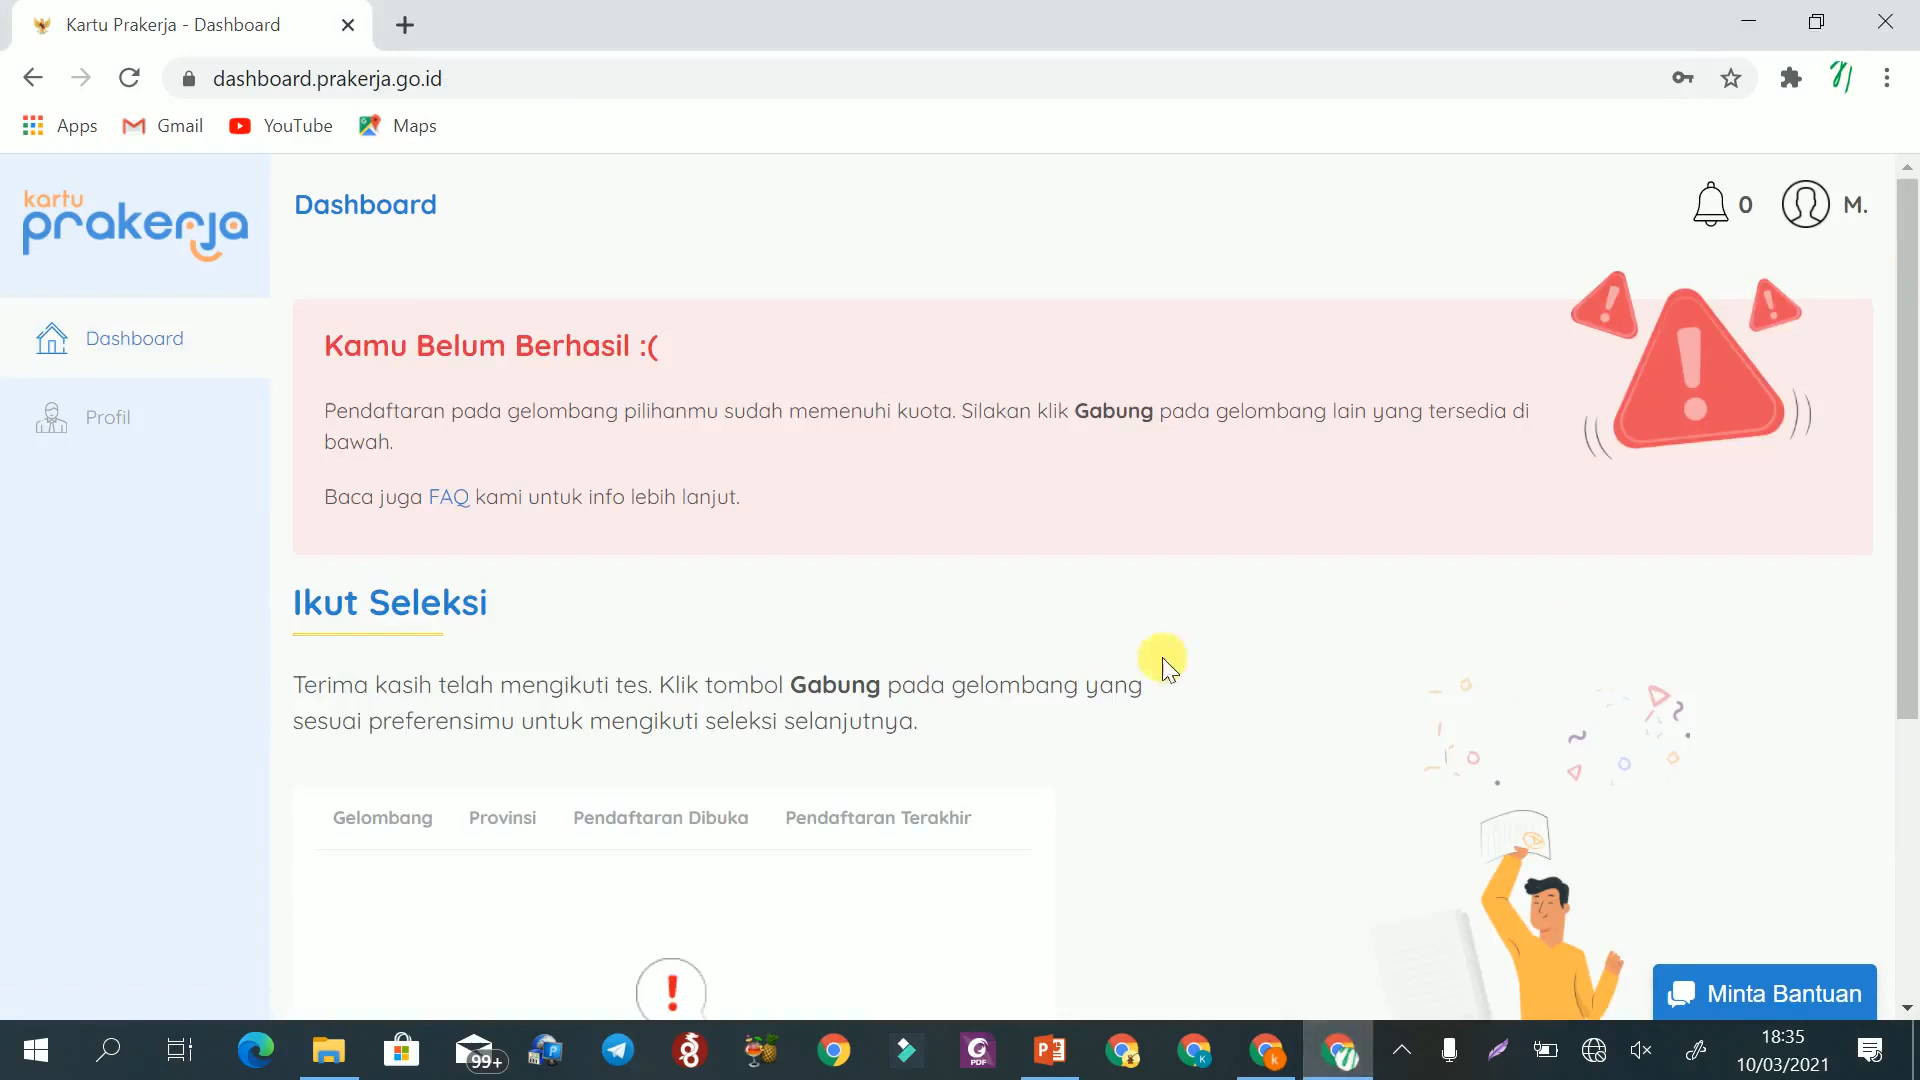 Kartu Prakerja - Dashboard
dashboard.prakerja.go.id
Apps Gmail YouTube Maps
kartu
prakerja
Dashboard
0 M.
Dashboard
Profil
Kamu Belum Berhasil :(
Pendaftaran pada gelombang pilihanmu sudah memenuhi kuota. Silakan klik Gabung pada gelombang lain yang tersedia di
bawah.
Baca juga FAQ kami untuk info lebih lanjut.
Ikut Seleksi
Terima kasih telah mengikuti tes. Klik tombol Gabung pada gelombang yang
sesuai preferensimu untuk mengikuti seleksi selanjutnya.
Gelombang Provinsi Pendaftaran Dibuka Pendaftaran Terakhir
!
Minta Bantuan
99+
PDF
18:35
10/03/2021